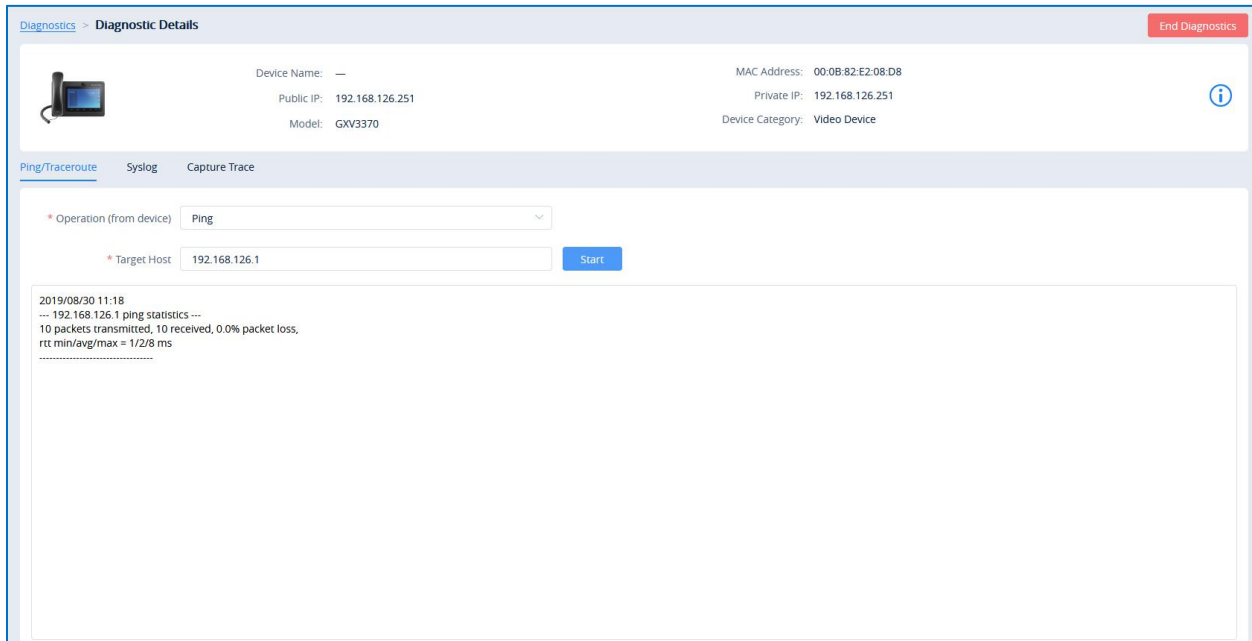 Diagnostics > Diagnostic Details
End Diagnostics
Device Name: —
MAC Address: 00:0B:82:E2:08:D8
Public IP: 192.168.126.251
Private IP: 192.168.126.251
Model: GXV3370
Device Category: Video Device
Ping/Traceroute Syslog Capture Trace
* Operation (from device) Ping
* Target Host 192.168.126.1 Start
2019/08/30 11:18
--- 192.168.126.1 ping statistics ---
10 packets transmitted, 10 received, 0.0% packet loss,
rtt min/avg/max = 1/2/8 ms
----------------------------------